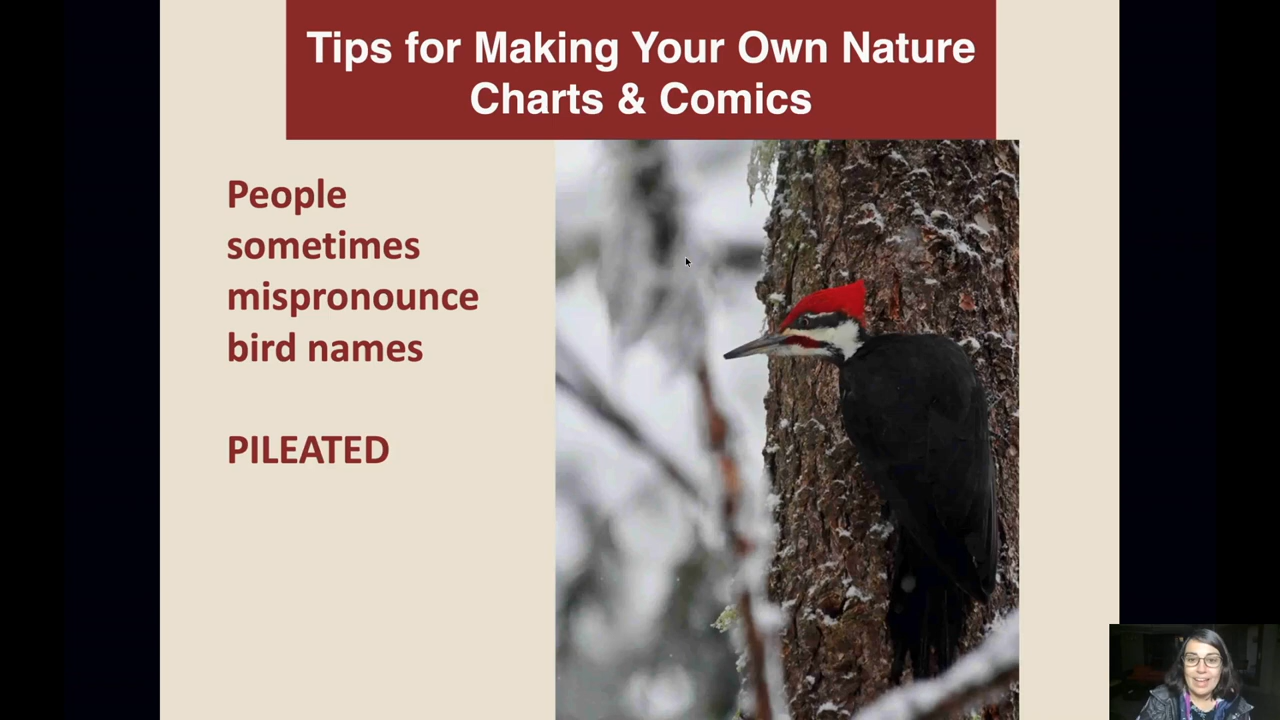 Tips for Making Your Own Nature
Charts & Comics
People
sometimes
mispronounce
bird names
PILEATED